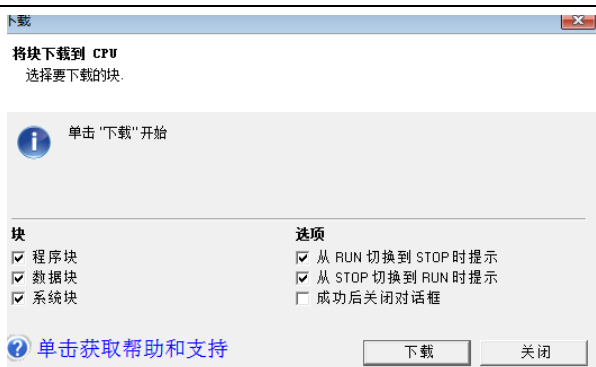 下载
将块下载到 CPU
选择要下载的块.
单击 "下载" 开始
块
选项
程序块
从 RUN 切换到 STOP 时提示
数据块
从 STOP 切换到 RUN 时提示
系统块
成功后关闭对话框
单击获取帮助和支持
下载
关闭